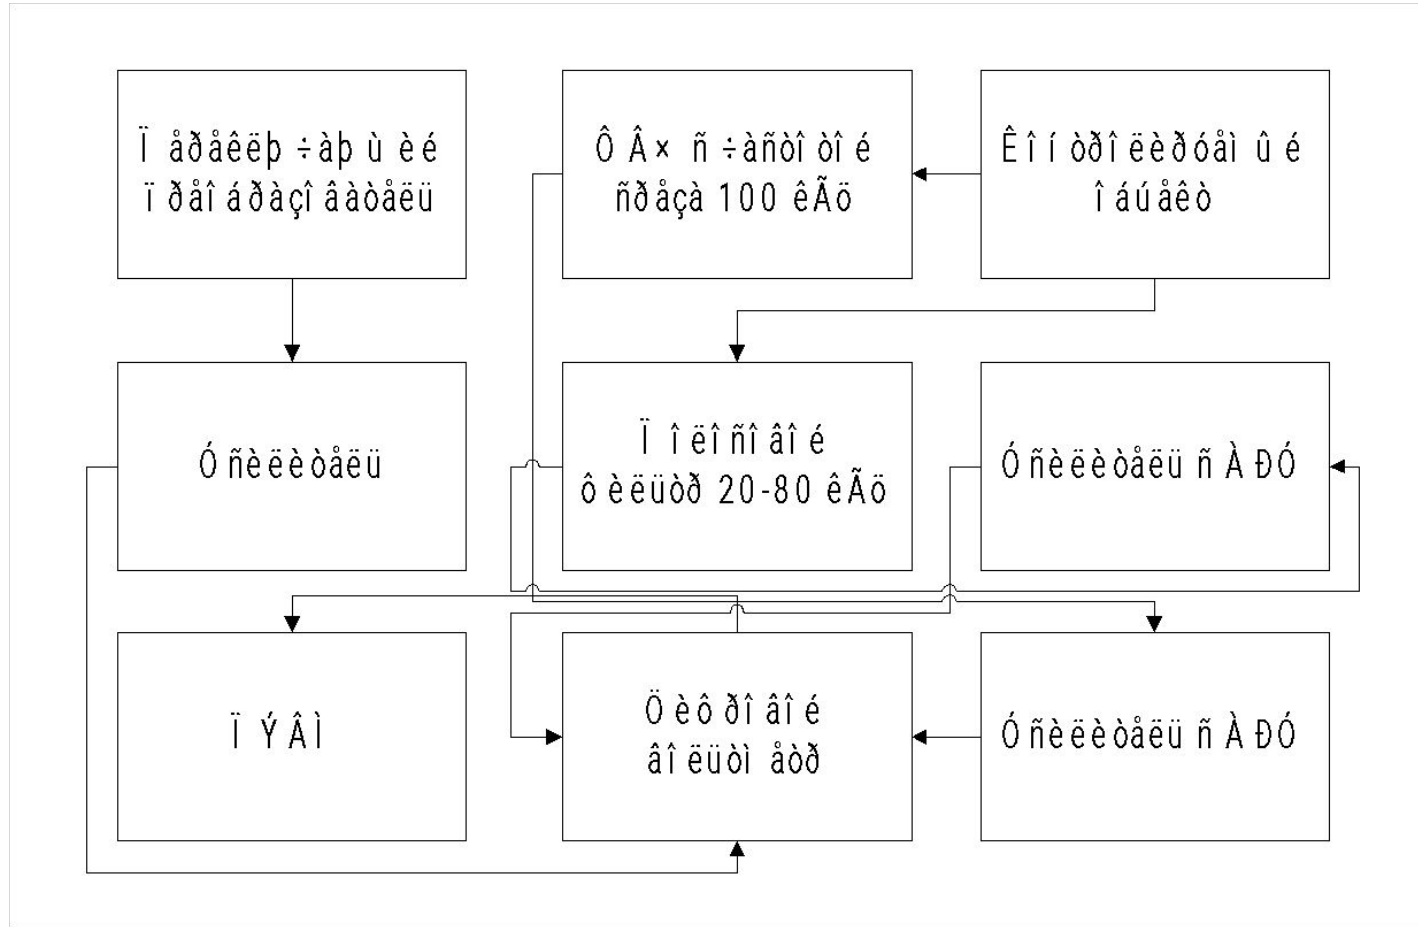 Ïåðåêëþ÷àþùèé
ïðåîáðàçîâàòåëü
ÔÂ× ñ ÷àñòîòîé
ñðåçà 100 êÃö
Êîíòðîëèðóåìûé
îáúåêò
Óñèëèòåëü
Ïîëîñîâîé
ôèëüòð 20-80 êÃö
Óñèëèòåëü ñ ÀÐÓ
ÏÝÂÌ
Öèôðîâîé
âîëüòìåòð
Óñèëèòåëü ñ ÀÐÓ